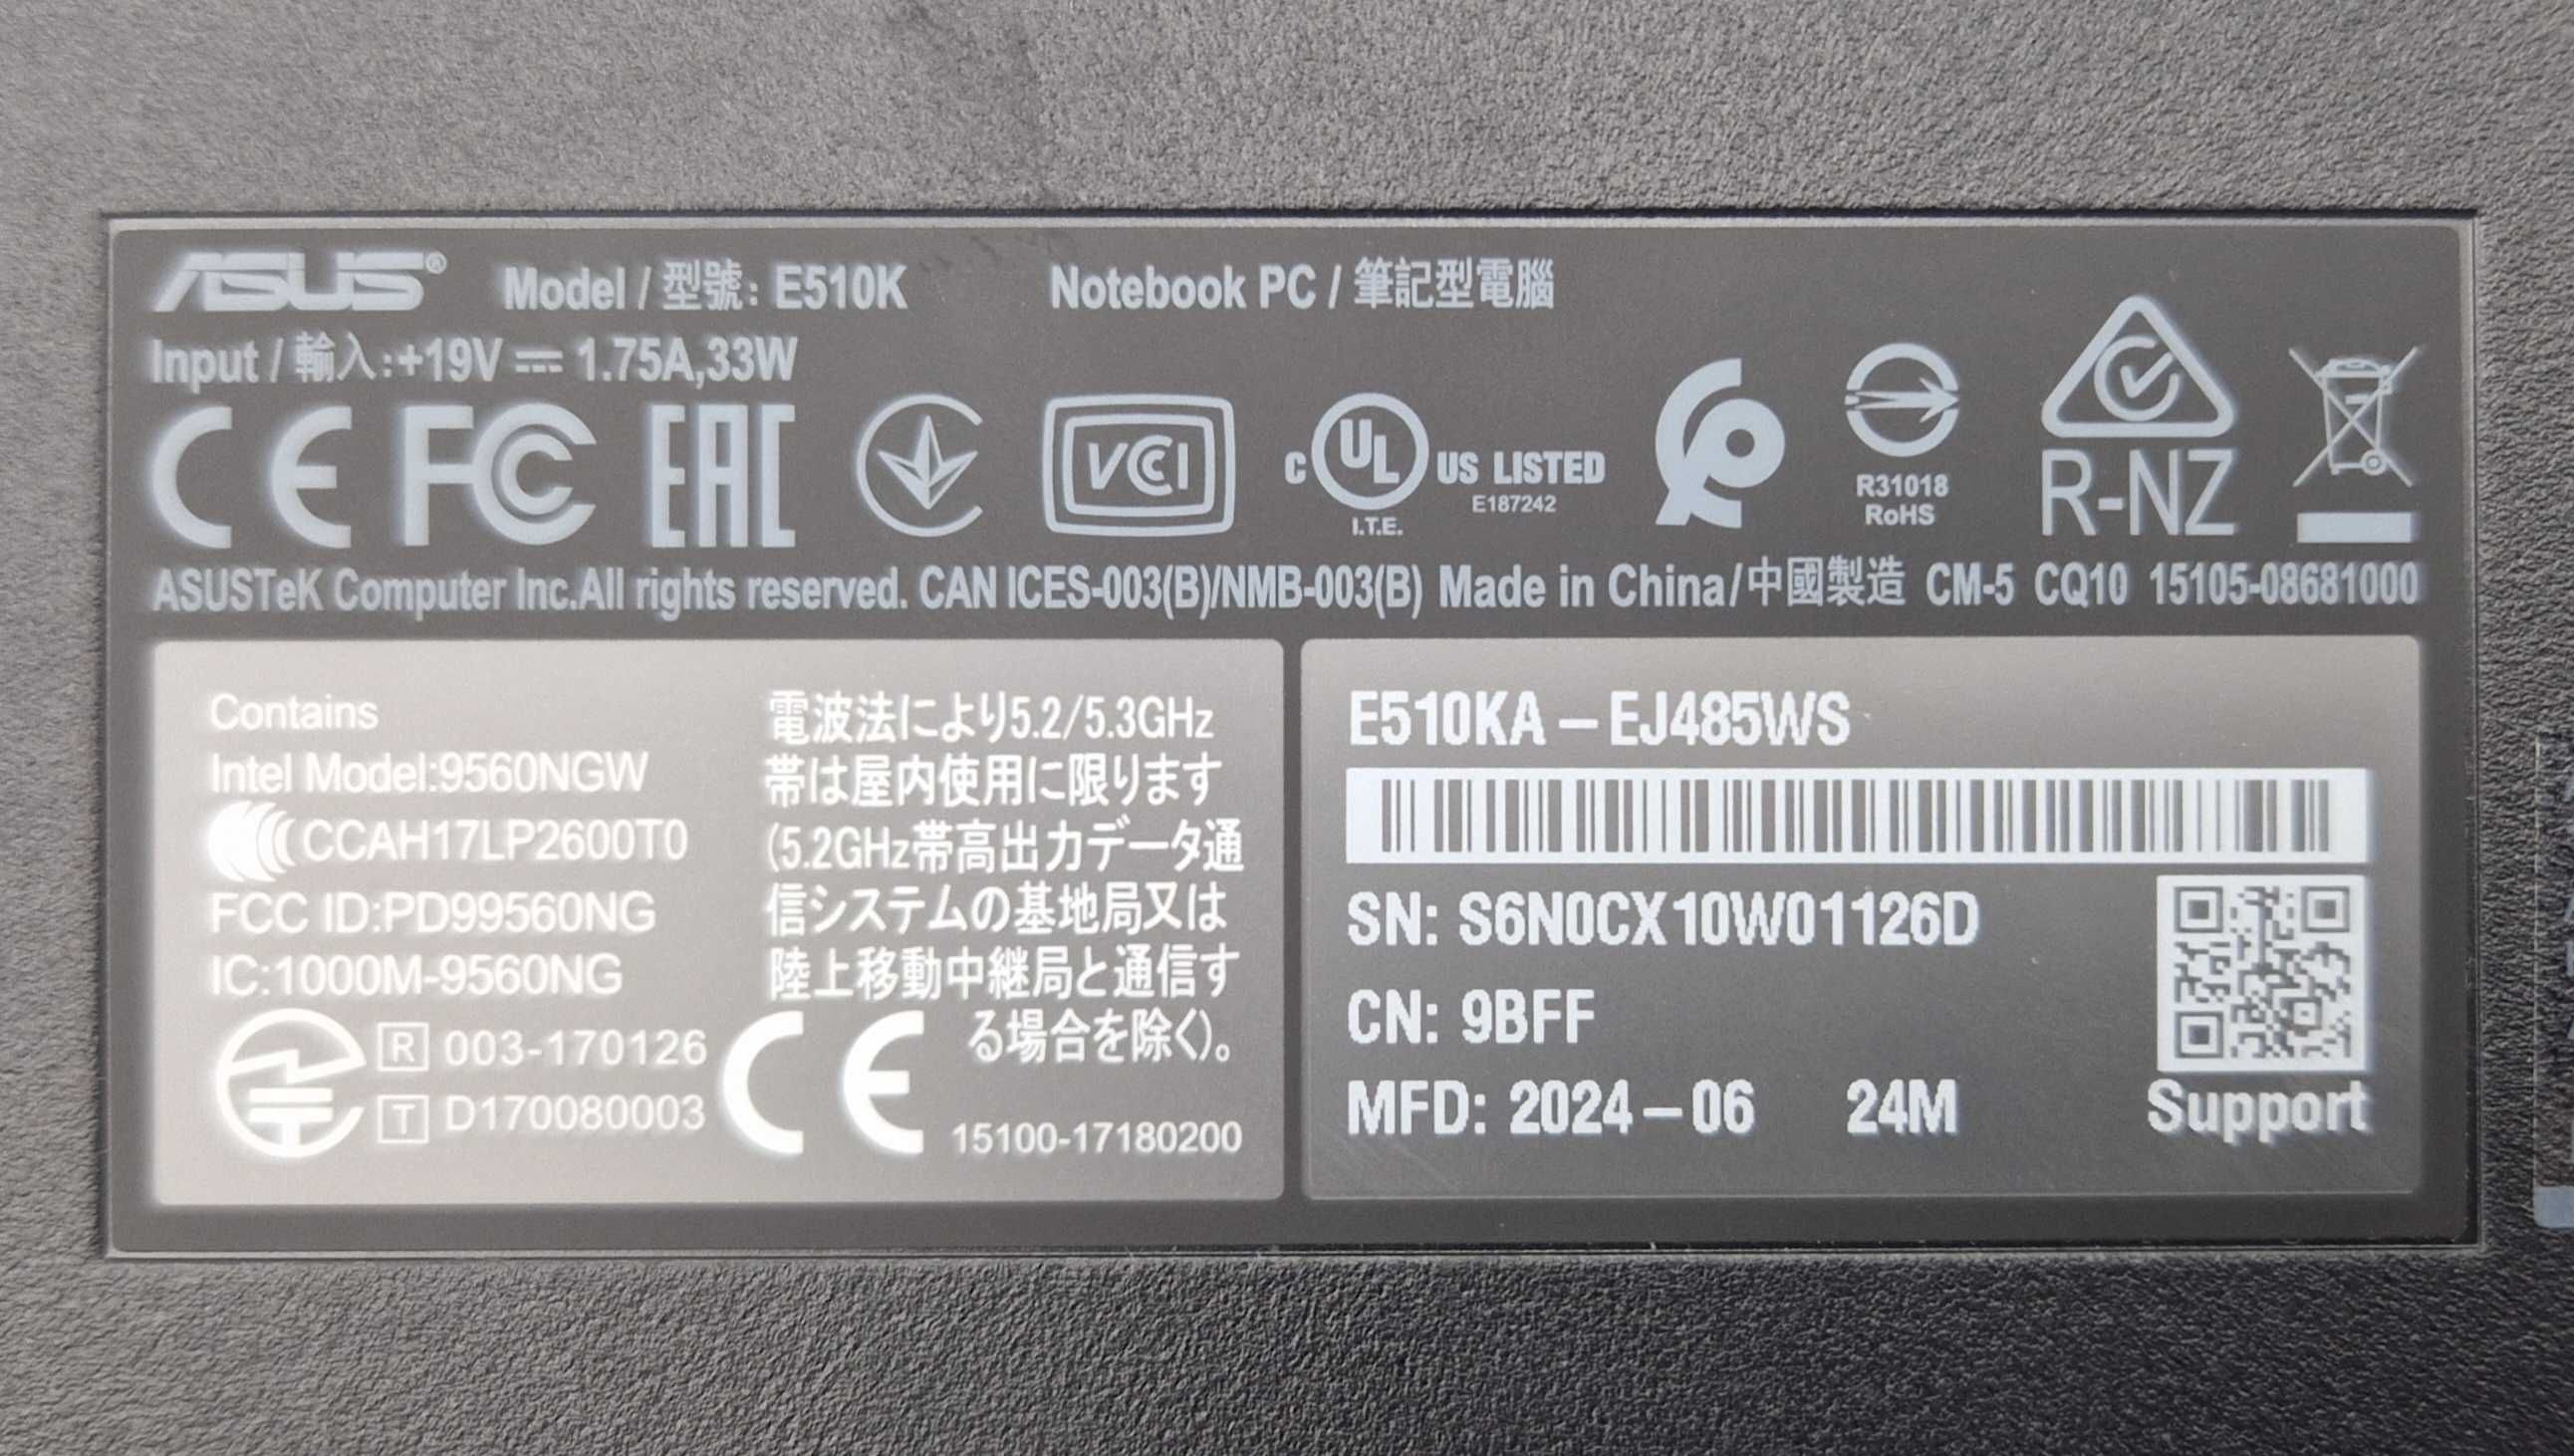 ASUS® Model / 型號: E510K Notebook PC / 筆記型電腦
Input / 輸入:+19V ⎓ 1.75A,33W
CE FC EAC VCCI C UL US LISTED R-NZ
I.T.E. E187242 R31018
RoHS
ASUSTeK Computer Inc.All rights reserved. CAN ICES-003(B)/NMB-003(B) Made in China/中國製造 CM-5 CQ10 15105-08681000
Contains
Intel Model:9560NGW
CCAH17LP2600T0
FCC ID:PD99560NG
IC:1000M-9560NG
R 003-170126
T D170080003
CE
電波法により5.2/5.3GHz
帯は屋内使用に限ります
(5.2GHz帯高出力データ通
信システムの基地局又は
陸上移動中継局と通信す
る場合を除く)。
15100-17180200
E510KA-EJ485WS
SN: S6N0CX10W01126D
CN: 9BFF
MFD: 2024-06 24M
Support